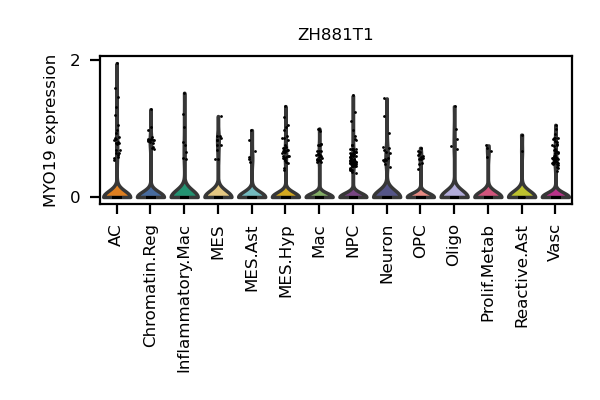 ZH881T1
MYO19 expression
2
0
AC
Chromatin.Reg
Inflammatory.Mac
MES
MES.Ast
MES.Hyp
Mac
NPC
Neuron
OPC
Oligo
Prolif.Metab
Reactive.Ast
Vasc